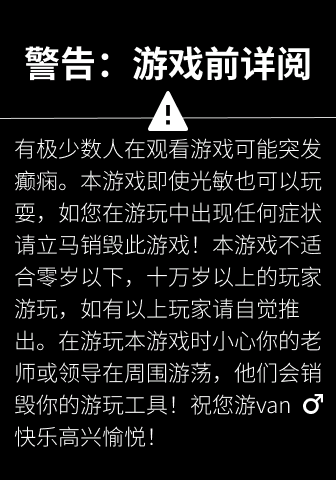 警告：游戏前详阅
有极少数人在观看游戏可能突发
癫痫。本游戏即使光敏也可以玩
耍，如您在游玩中出现任何症状
请立马销毁此游戏！本游戏不适
合零岁以下，十万岁以上的玩家
游玩，如有以上玩家请自觉推
出。在游玩本游戏时小心你的老
师或领导在周围游荡，他们会销
毁你的游玩工具！祝您游van ♂
快乐高兴愉悦！